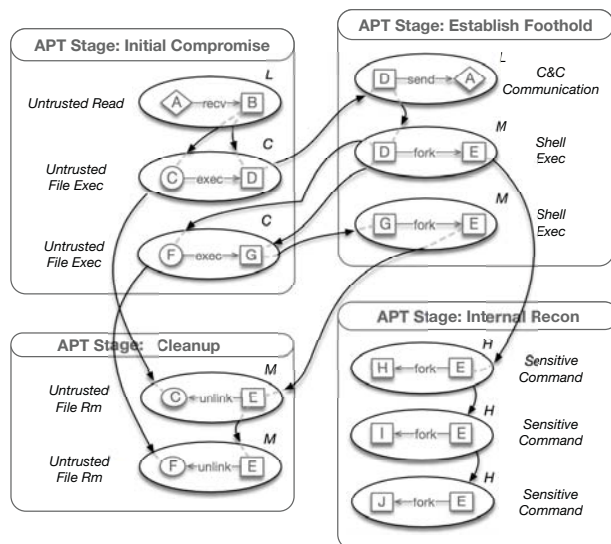 APT Stage: Initial Compromise
L
Untrusted Read
A recv B
C
Untrusted
File Exec
C exec D
C
Untrusted
File Exec
F exec G
APT Stage: Establish Foothold
L
D send A
C&C
Communication
M
D fork E
Shell
Exec
M
G fork E
Shell
Exec
APT Stage: Cleanup
M
Untrusted
File Rm
C unlink E
M
Untrusted
File Rm
F unlink E
APT Stage: Internal Recon
H
H fork E
Sensitive
Command
H
I fork E
Sensitive
Command
H
J fork E
Sensitive
Command